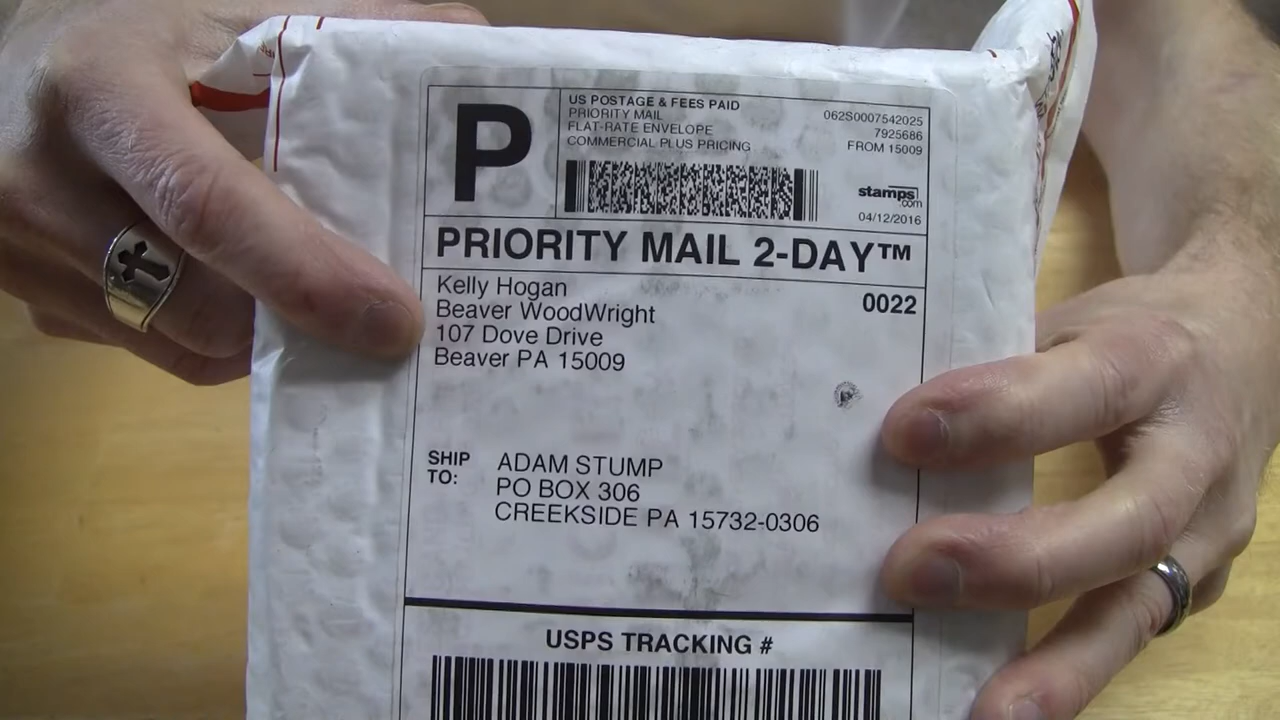 P
US POSTAGE & FEES PAID
PRIORITY MAIL
FLAT-RATE ENVELOPE
COMMERCIAL PLUS PRICING
062S0007542025
7925686
FROM 15009
stamps
.com
04/12/2016
PRIORITY MAIL 2-DAY™
Kelly Hogan
Beaver WoodWright
107 Dove Drive
Beaver PA 15009
0022
SHIP
TO:
ADAM STUMP
PO BOX 306
CREEKSIDE PA 15732-0306
USPS TRACKING #